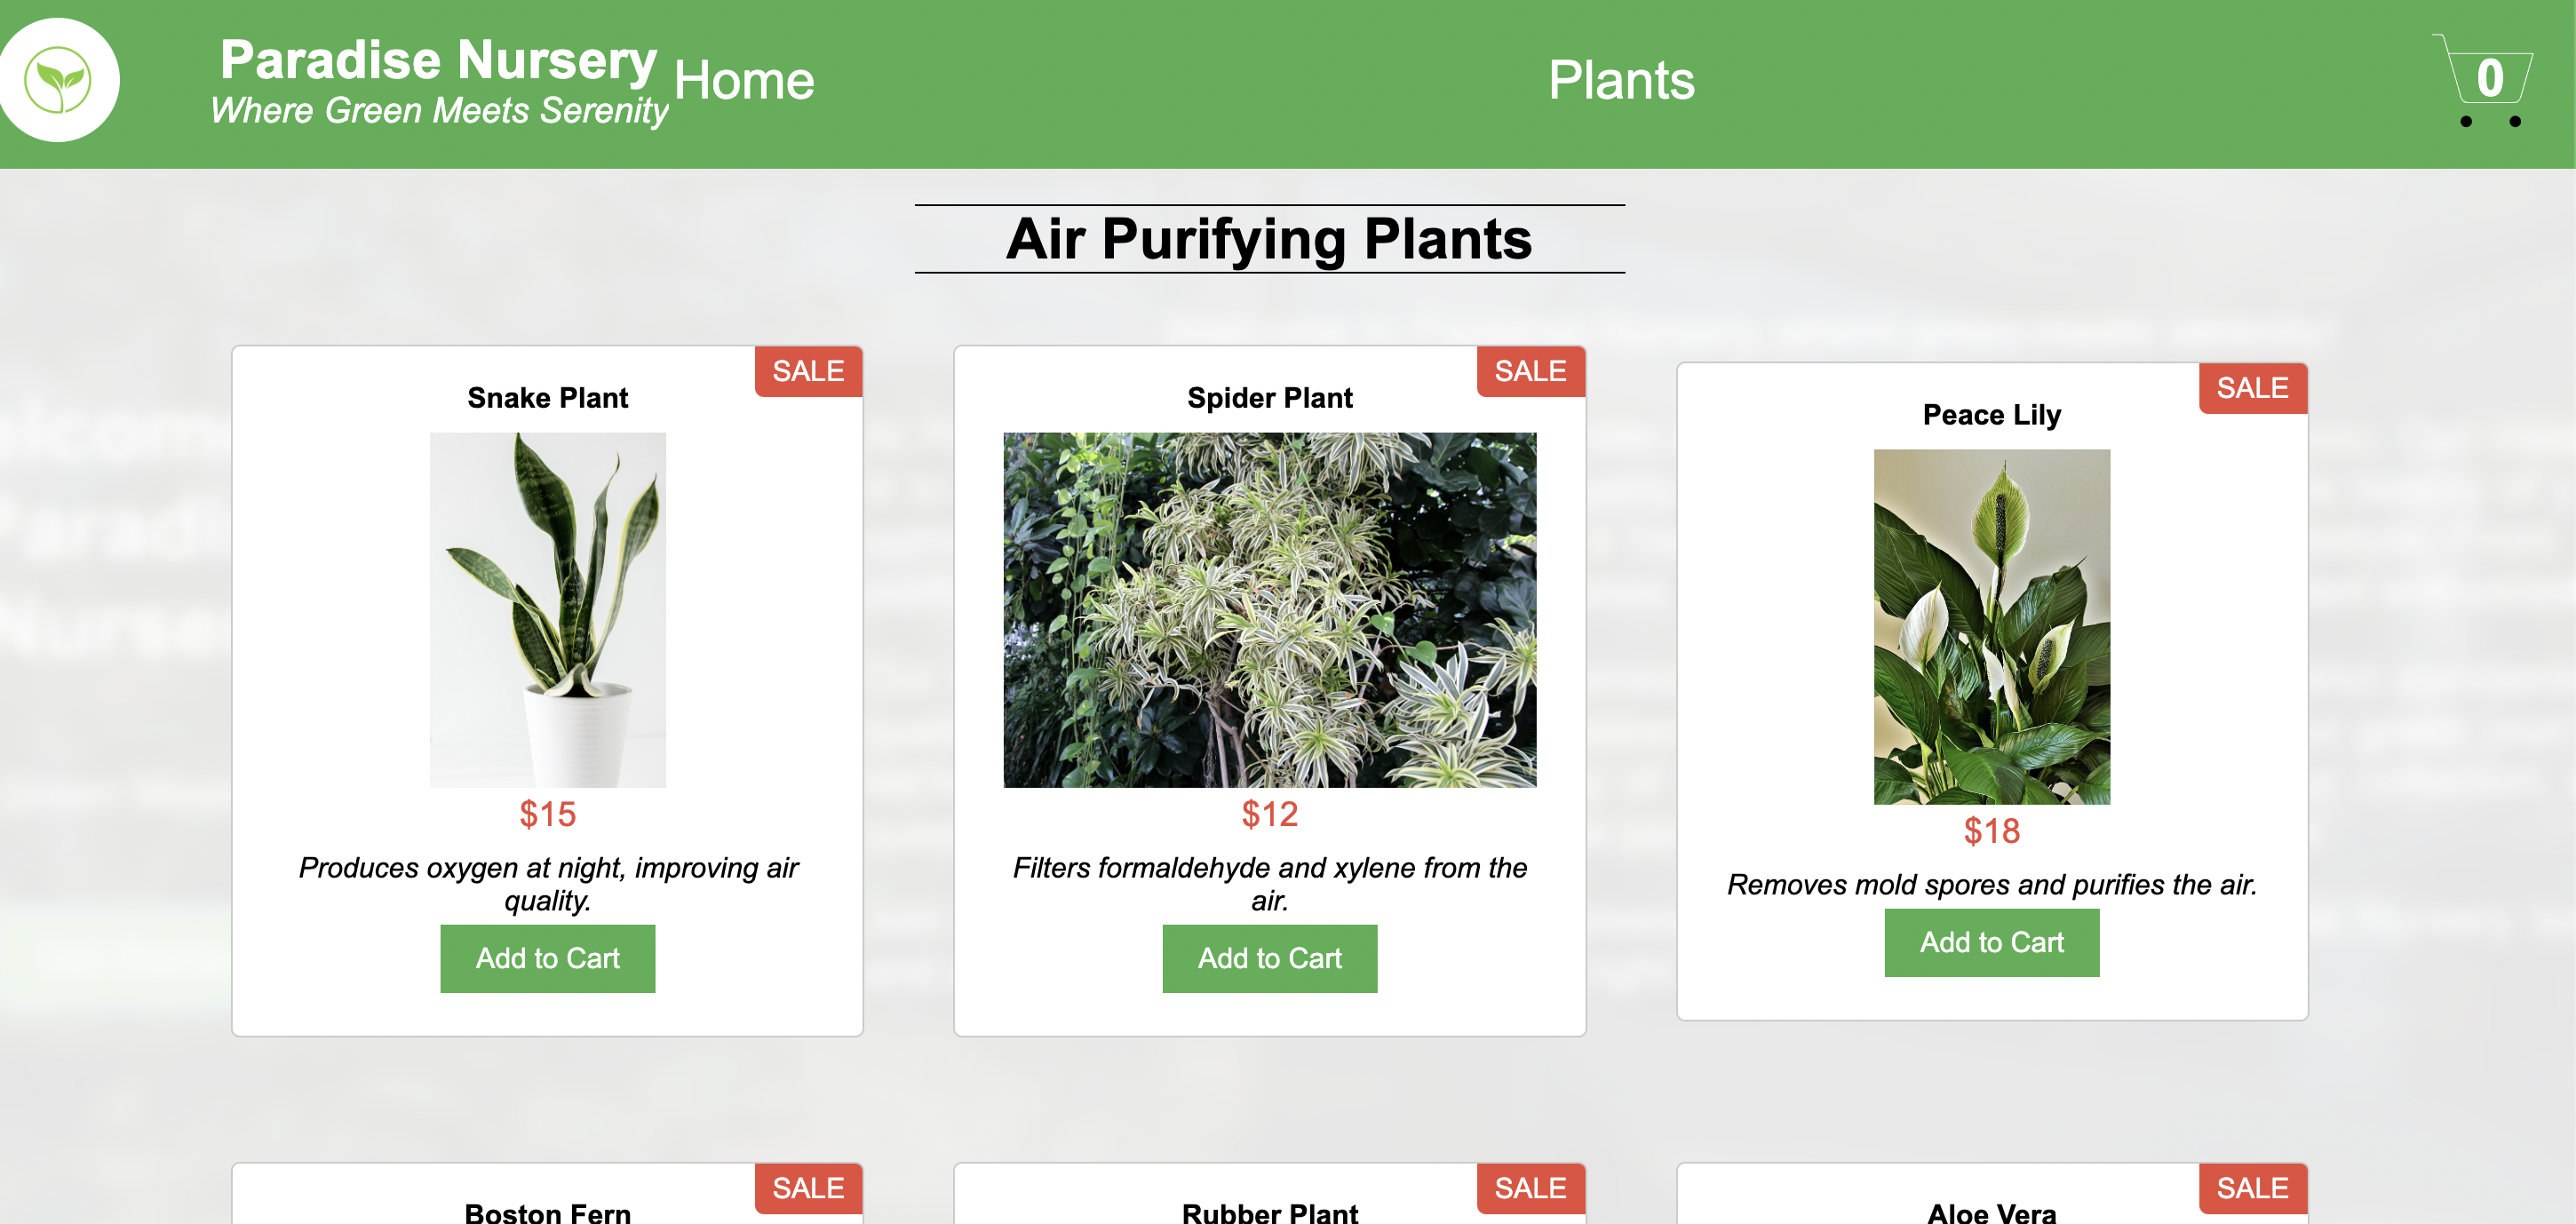 Paradise Nursery
Where Green Meets Serenity
Home
Plants
0
Air Purifying Plants
SALE
Snake Plant
$15
Produces oxygen at night, improving air
quality.
Add to Cart
SALE
Spider Plant
$12
Filters formaldehyde and xylene from the
air.
Add to Cart
SALE
Peace Lily
$18
Removes mold spores and purifies the air.
Add to Cart
SALE
Boston Fern
SALE
Rubber Plant
SALE
Aloe Vera